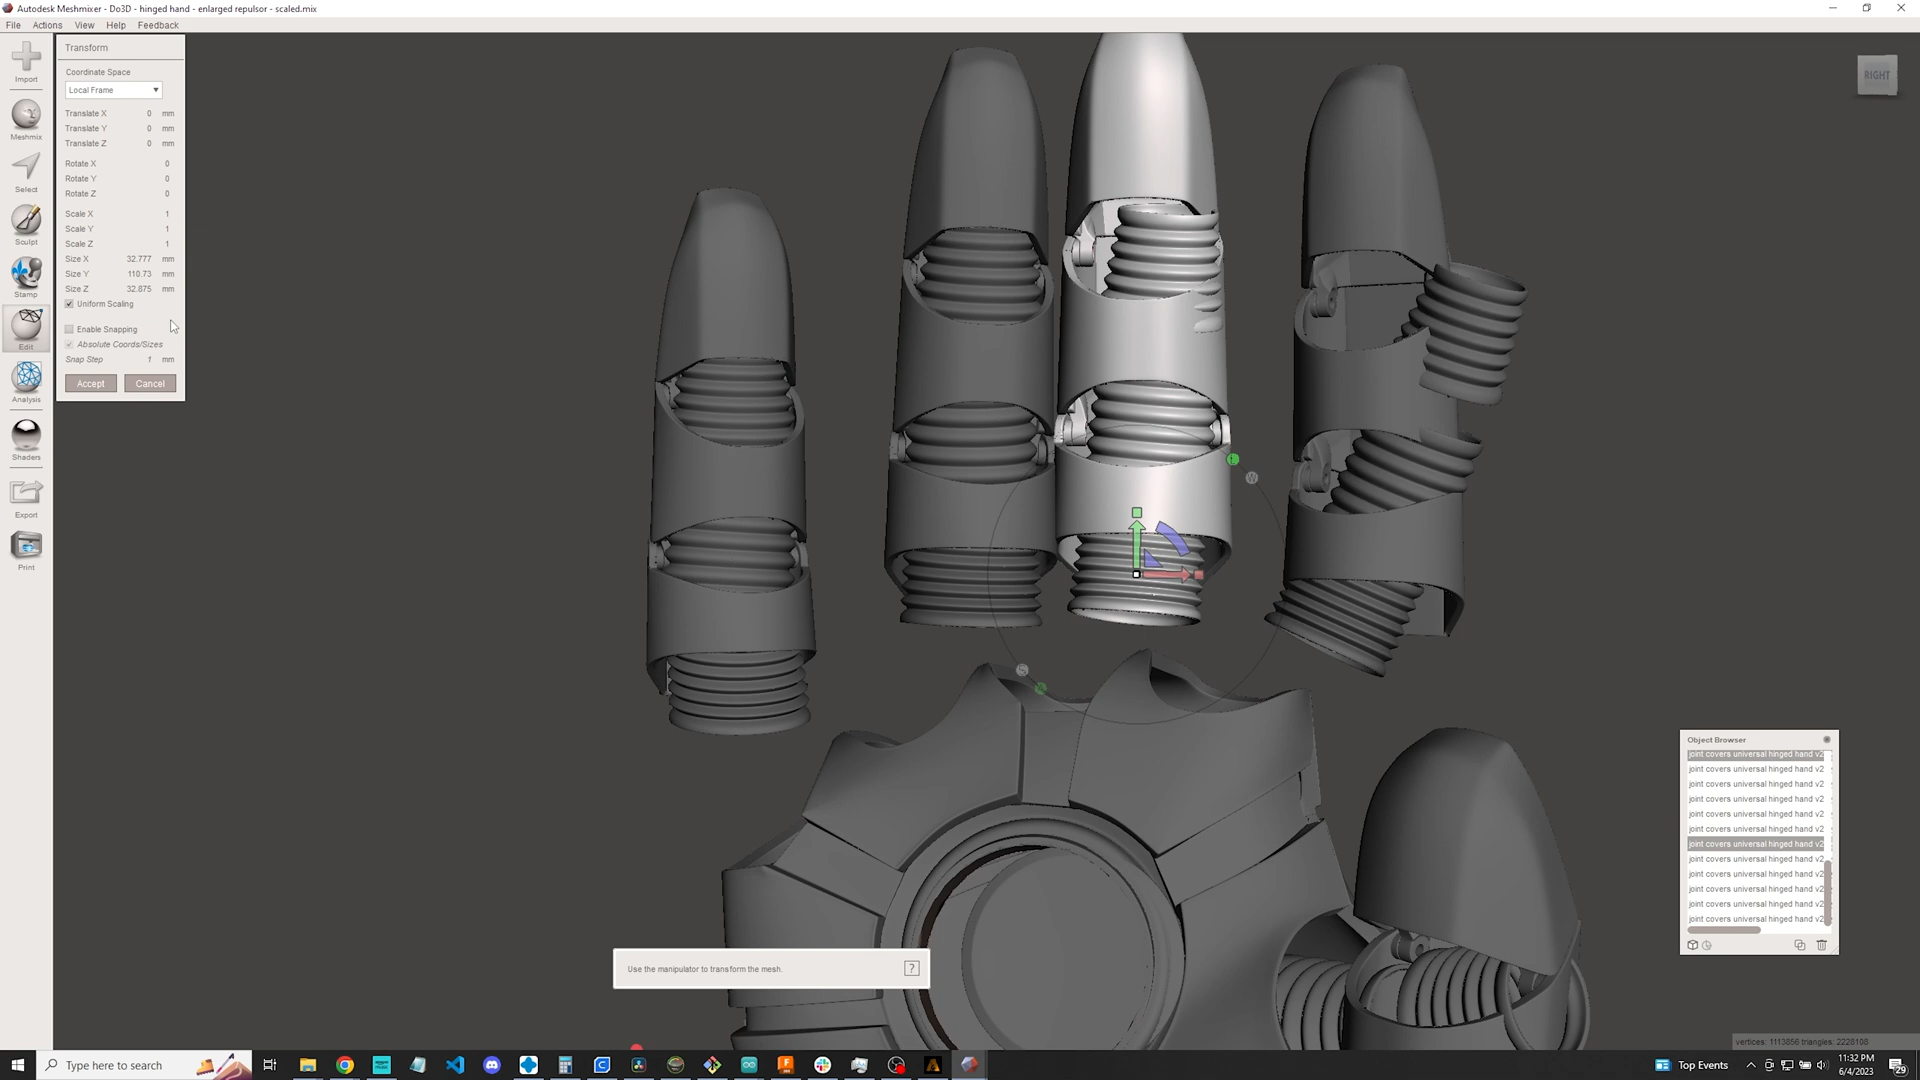 Autodesk Meshmixer - Do3D - hinged hand - enlarged repulsor - scaled.mix
File Actions View Help Feedback
Import
Meshmix
Select
Sculpt
Stamp
Edit
Analysis
Shaders
Export
Print
Transform
Coordinate Space
Local Frame
Translate X 0 mm
Translate Y 0 mm
Translate Z 0 mm
Rotate X 0
Rotate Y 0
Rotate Z 0
Scale X 1
Scale Y 1
Scale Z 1
Size X 32.777 mm
Size Y 110.73 mm
Size Z 32.875 mm
Uniform Scaling
Enable Snapping
Absolute Coords/Sizes
Snap Step 1 mm
Accept Cancel
RIGHT
W
Use the manipulator to transform the mesh. ?
Object Browser
joint covers universal hinged hand v2
joint covers universal hinged hand v2
joint covers universal hinged hand v2
joint covers universal hinged hand v2
joint covers universal hinged hand v2
joint covers universal hinged hand v2
joint covers universal hinged hand v2
joint covers universal hinged hand v2
joint covers universal hinged hand v2
joint covers universal hinged hand v2
joint covers universal hinged hand v2
joint covers universal hinged hand v2
vertices: 1113856 triangles: 2228108
Type here to search
Top Events
11:32 PM
6/4/2023
29